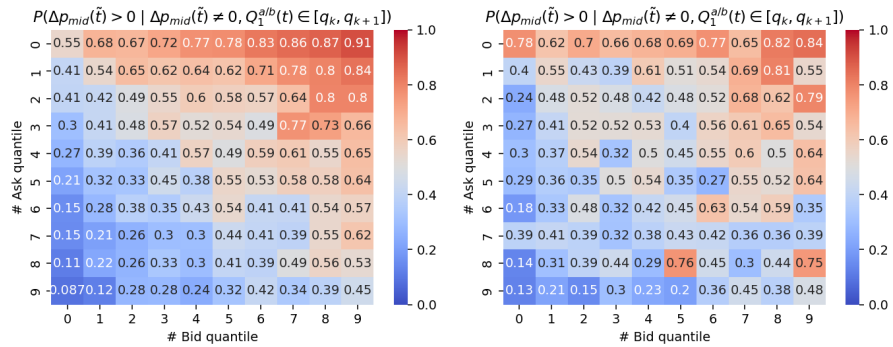 P(Δp_mid(t̃) > 0 | Δp_mid(t̃) ≠ 0, Q_1^{a/b}(t) ∈ [q_k, q_{k+1}]
0 0.55 0.68 0.67 0.72 0.77 0.78 0.83 0.86 0.87 0.91
1 0.41 0.54 0.65 0.62 0.64 0.62 0.71 0.78 0.8 0.84
2 0.41 0.42 0.49 0.55 0.6 0.58 0.57 0.64 0.8 0.8
3 0.3 0.41 0.48 0.57 0.52 0.54 0.49 0.77 0.73 0.66
4 0.27 0.39 0.36 0.41 0.57 0.49 0.59 0.61 0.55 0.65
5 0.21 0.32 0.33 0.45 0.38 0.55 0.53 0.58 0.58 0.64
6 0.15 0.28 0.38 0.35 0.43 0.54 0.41 0.41 0.57 0.54
7 0.15 0.21 0.26 0.3 0.3 0.44 0.41 0.44 0.55 0.62
8 0.11 0.22 0.26 0.33 0.3 0.41 0.39 0.49 0.56 0.53
9 0.087 0.12 0.28 0.28 0.24 0.32 0.42 0.34 0.39 0.45
0 1 2 3 4 5 6 7 8 9
# Bid quantile
# Ask quantile
1.0
0.8
0.6
0.4
0.2
0.0
P(Δp_mid(t̃) > 0 | Δp_mid(t̃) ≠ 0, Q_1^{a/b}(t) ∈ [q_k, q_{k+1}]
0 0.78 0.62 0.7 0.66 0.68 0.69 0.77 0.65 0.82 0.84
1 0.4 0.55 0.43 0.39 0.61 0.51 0.54 0.69 0.81 0.55
2 0.24 0.48 0.52 0.48 0.42 0.48 0.52 0.68 0.62 0.79
3 0.27 0.41 0.52 0.52 0.53 0.4 0.56 0.61 0.65 0.54
4 0.3 0.37 0.54 0.32 0.5 0.45 0.55 0.6 0.5 0.64
5 0.29 0.36 0.35 0.5 0.54 0.35 0.27 0.55 0.52 0.64
6 0.18 0.33 0.48 0.32 0.42 0.45 0.63 0.54 0.59 0.35
7 0.39 0.41 0.39 0.32 0.38 0.43 0.42 0.36 0.36 0.39
8 0.14 0.31 0.39 0.44 0.29 0.76 0.45 0.3 0.44 0.75
9 0.13 0.21 0.15 0.3 0.23 0.2 0.36 0.45 0.38 0.48
0 1 2 3 4 5 6 7 8 9
# Bid quantile
# Ask quantile
1.0
0.8
0.6
0.4
0.2
0.0